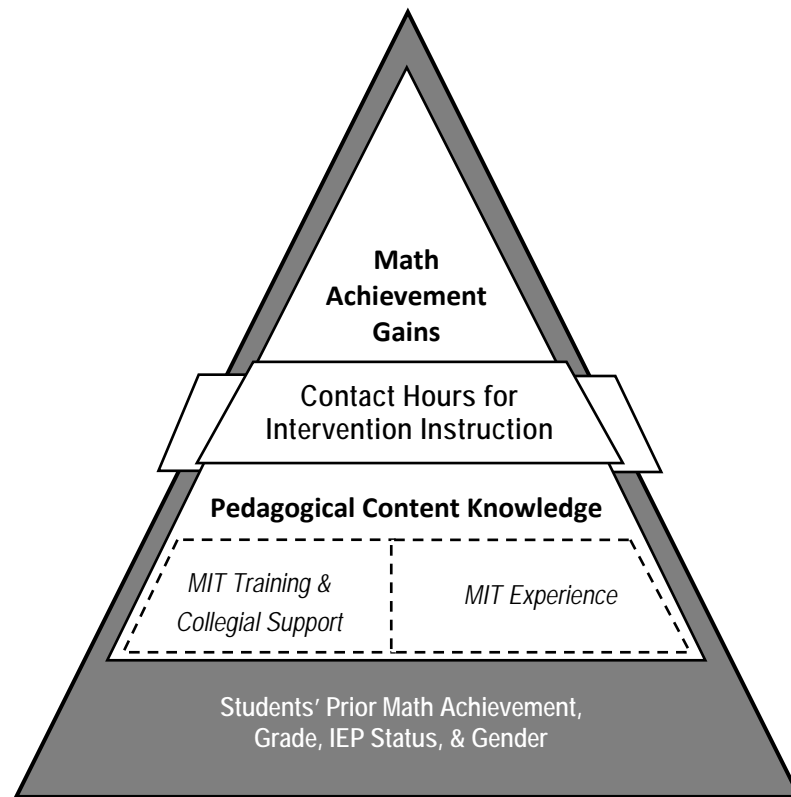 Math
Achievement
Gains
Contact Hours for
Intervention Instruction
Pedagogical Content Knowledge
MIT Training &
Collegial Support
MIT Experience
Students’ Prior Math Achievement,
Grade, IEP Status, & Gender